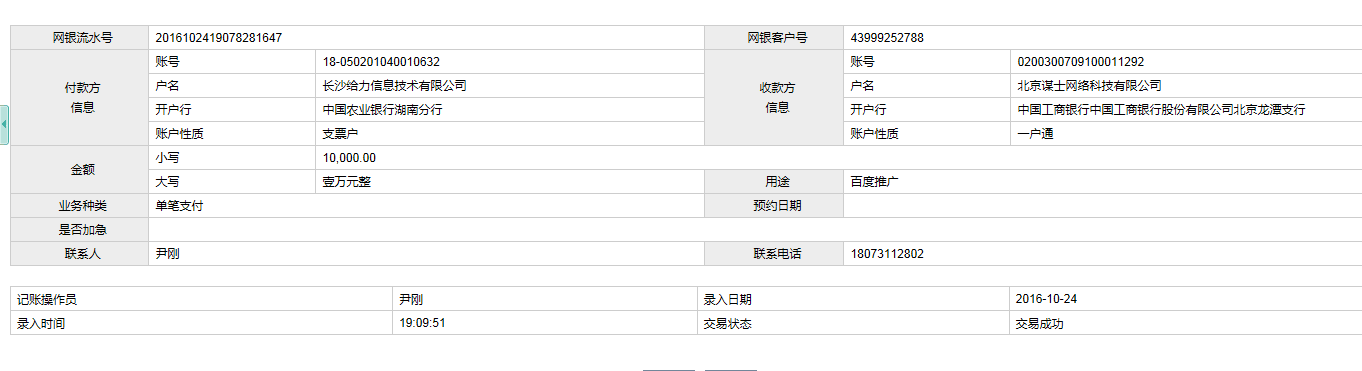 网银流水号 2016102419078281647 网银客户号 43999252788
付款方信息 账号 18-050201040010632 收款方信息 账号 0200300709100011292
户名 长沙给力信息技术有限公司 户名 北京谋士网络科技有限公司
开户行 中国农业银行湖南分行 开户行 中国工商银行中国工商银行股份有限公司北京龙潭支行
账户性质 支票户 账户性质 一户通
金额 小写 10,000.00
大写 壹万元整 用途 百度推广
业务种类 单笔支付 预约日期
是否加急
联系人 尹刚 联系电话 18073112802
记账操作员 尹刚 录入日期 2016-10-24
录入时间 19:09:51 交易状态 交易成功